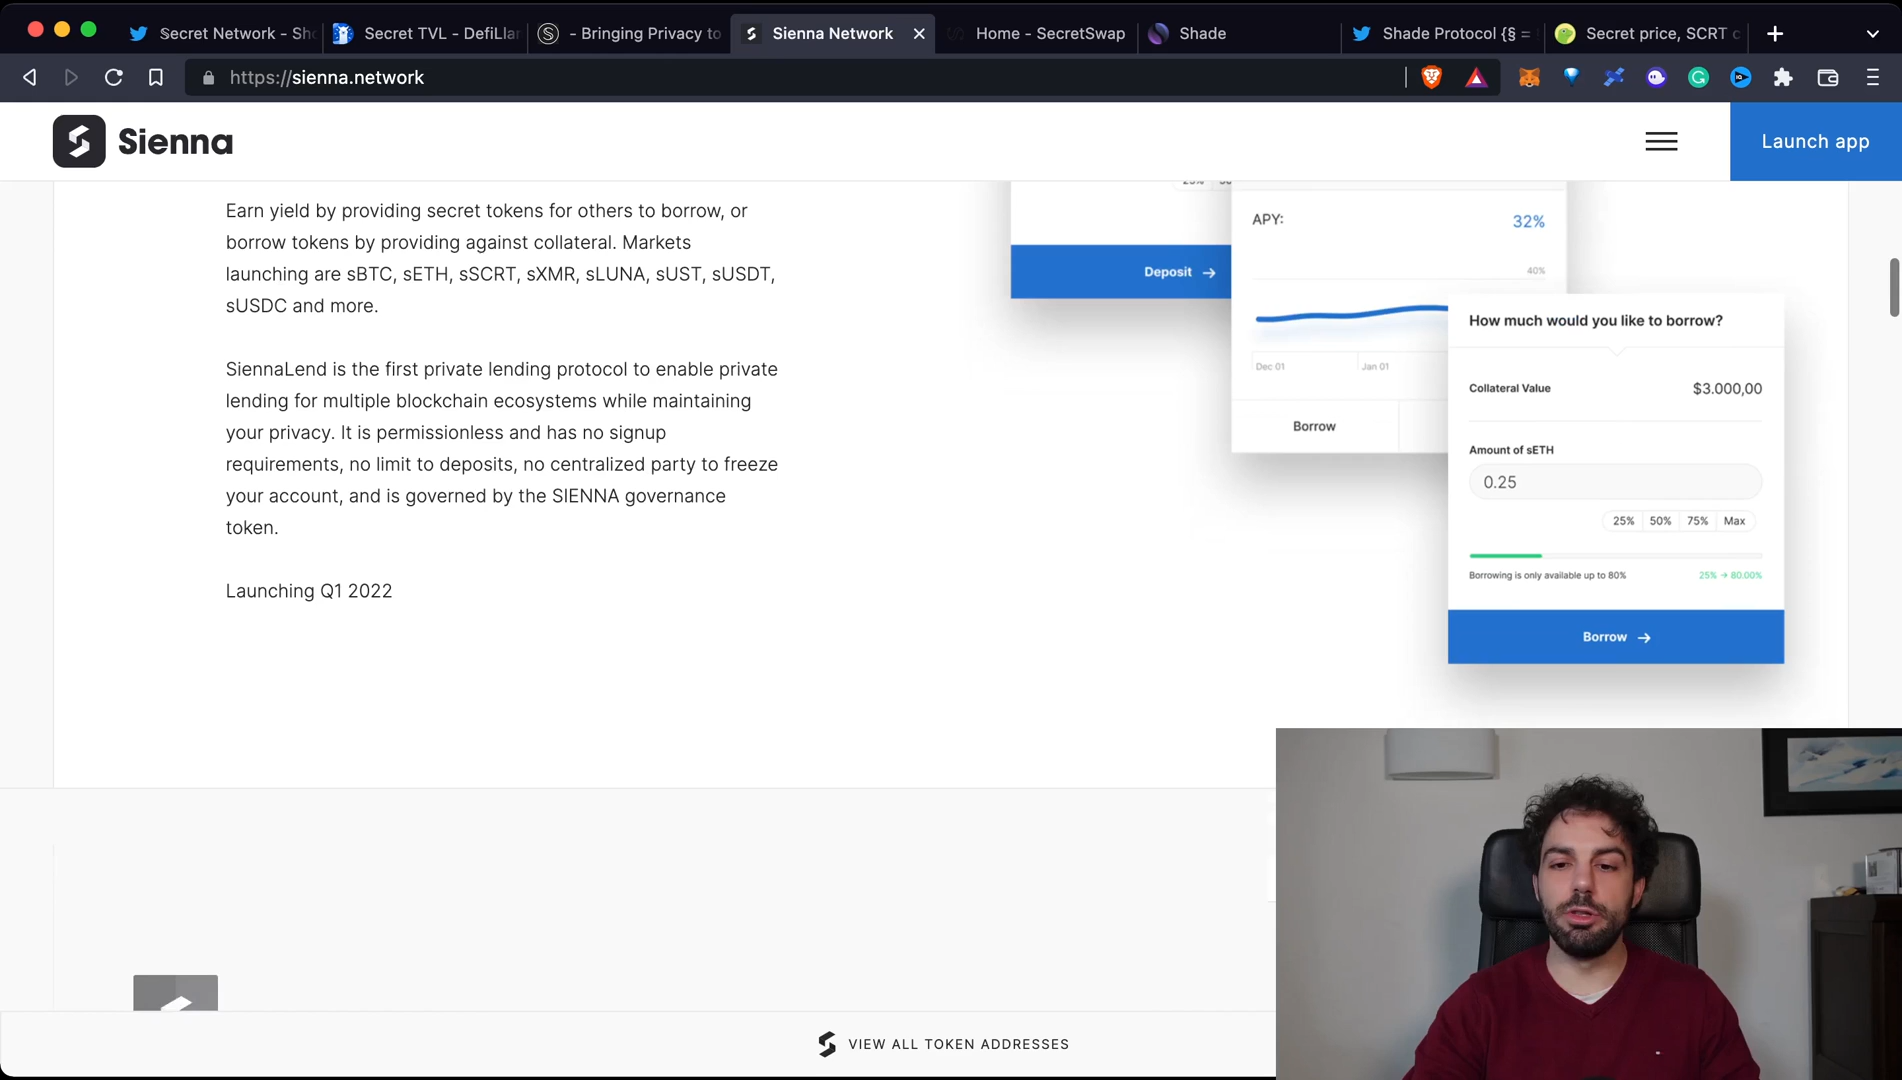 Secret Network - Sh
Secret TVL - DefiLlar
- Bringing Privacy to
Sienna Network
Home - SecretSwap
Shade
Shade Protocol {§ =
Secret price, SCRT c
https://sienna.network
Sienna
Launch app
Earn yield by providing secret tokens for others to borrow, or
borrow tokens by providing against collateral. Markets
launching are sBTC, sETH, sSCRT, sXMR, sLUNA, sUST, sUSDT,
sUSDC and more.
SiennaLend is the first private lending protocol to enable private
lending for multiple blockchain ecosystems while maintaining
your privacy. It is permissionless and has no signup
requirements, no limit to deposits, no centralized party to freeze
your account, and is governed by the SIENNA governance
token.
Launching Q1 2022
25%
Deposit →
APY:
32%
40%
Dec 01
Jan 01
Borrow
How much would you like to borrow?
Collateral Value
$3.000,00
Amount of sETH
0.25
25% 50% 75% Max
Borrowing is only available up to 80%
25% → 80.00%
Borrow →
VIEW ALL TOKEN ADDRESSES